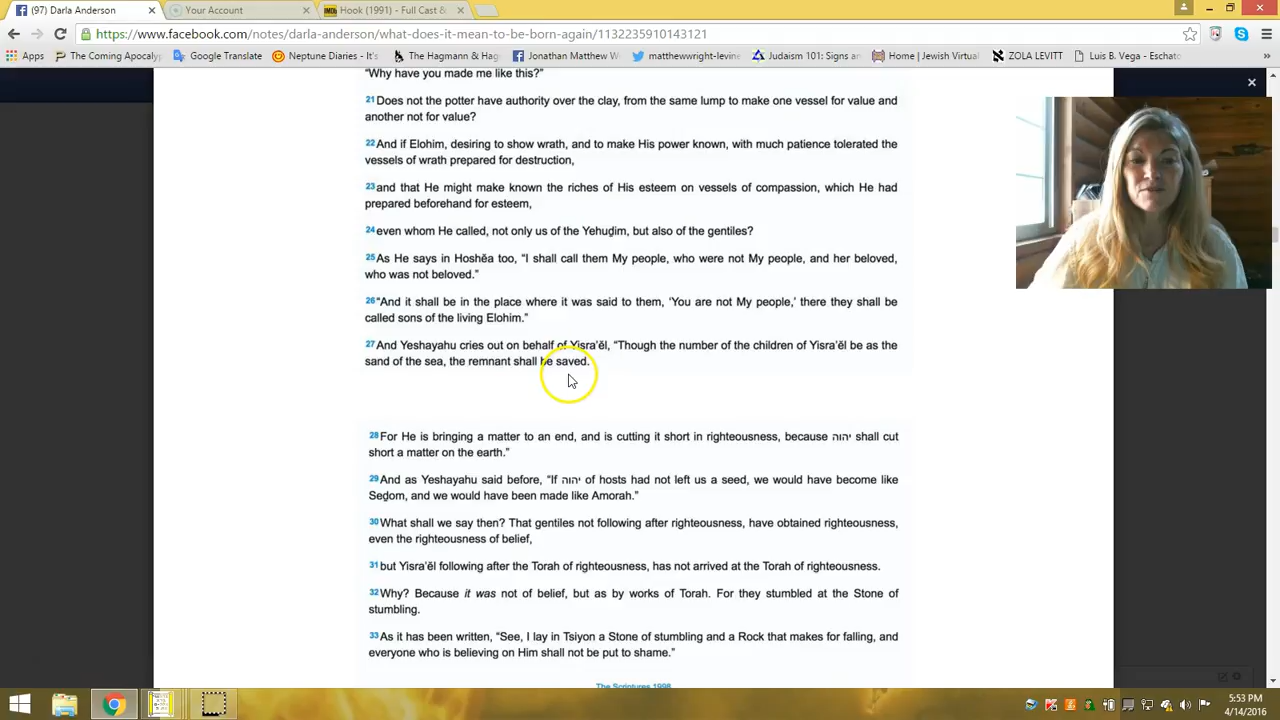 (97) Darla Anderson
Your Account
Hook (1991) - Full Cast &
https://www.facebook.com/notes/darla-anderson/what-does-it-mean-to-be-born-again/1132235910143121
Apps
The Coming Apocalyp
Google Translate
Neptune Diaries - It's
The Hagmann & Hag
Jonathan Matthew W
matthewwright-levine
Judaism 101: Signs an
Home | Jewish Virtual
ZOLA LEVITT
Luis B. Vega - Eschato
"Why have you made me like this?"
21 Does not the potter have authority over the clay, from the same lump to make one vessel for value and
another not for value?
22 And if Elohim, desiring to show wrath, and to make His power known, with much patience tolerated the
vessels of wrath prepared for destruction,
23 and that He might make known the riches of His esteem on vessels of compassion, which He had
prepared beforehand for esteem,
24 even whom He called, not only us of the Yehuḏim, but also of the gentiles?
25 As He says in Hoshĕa too, "I shall call them My people, who were not My people, and her beloved,
who was not beloved."
26 "And it shall be in the place where it was said to them, 'You are not My people,' there they shall be
called sons of the living Elohim."
27 And Yeshayahu cries out on behalf of Yisra'ĕl, "Though the number of the children of Yisra'ĕl be as the
sand of the sea, the remnant shall be saved.
28 For He is bringing a matter to an end, and is cutting it short in righteousness, because יהוה shall cut
short a matter on the earth."
29 And as Yeshayahu said before, "If יהוה of hosts had not left us a seed, we would have become like
Seḏom, and we would have been made like Amorah."
30 What shall we say then? That gentiles not following after righteousness, have obtained righteousness,
even the righteousness of belief,
31 but Yisra'ĕl following after the Torah of righteousness, has not arrived at the Torah of righteousness.
32 Why? Because it was not of belief, but as by works of Torah. For they stumbled at the Stone of
stumbling.
33 As it has been written, "See, I lay in Tsiyon a Stone of stumbling and a Rock that makes for falling, and
everyone who is believing on Him shall not be put to shame."
The Scriptures 1998
5:53 PM
4/14/2016